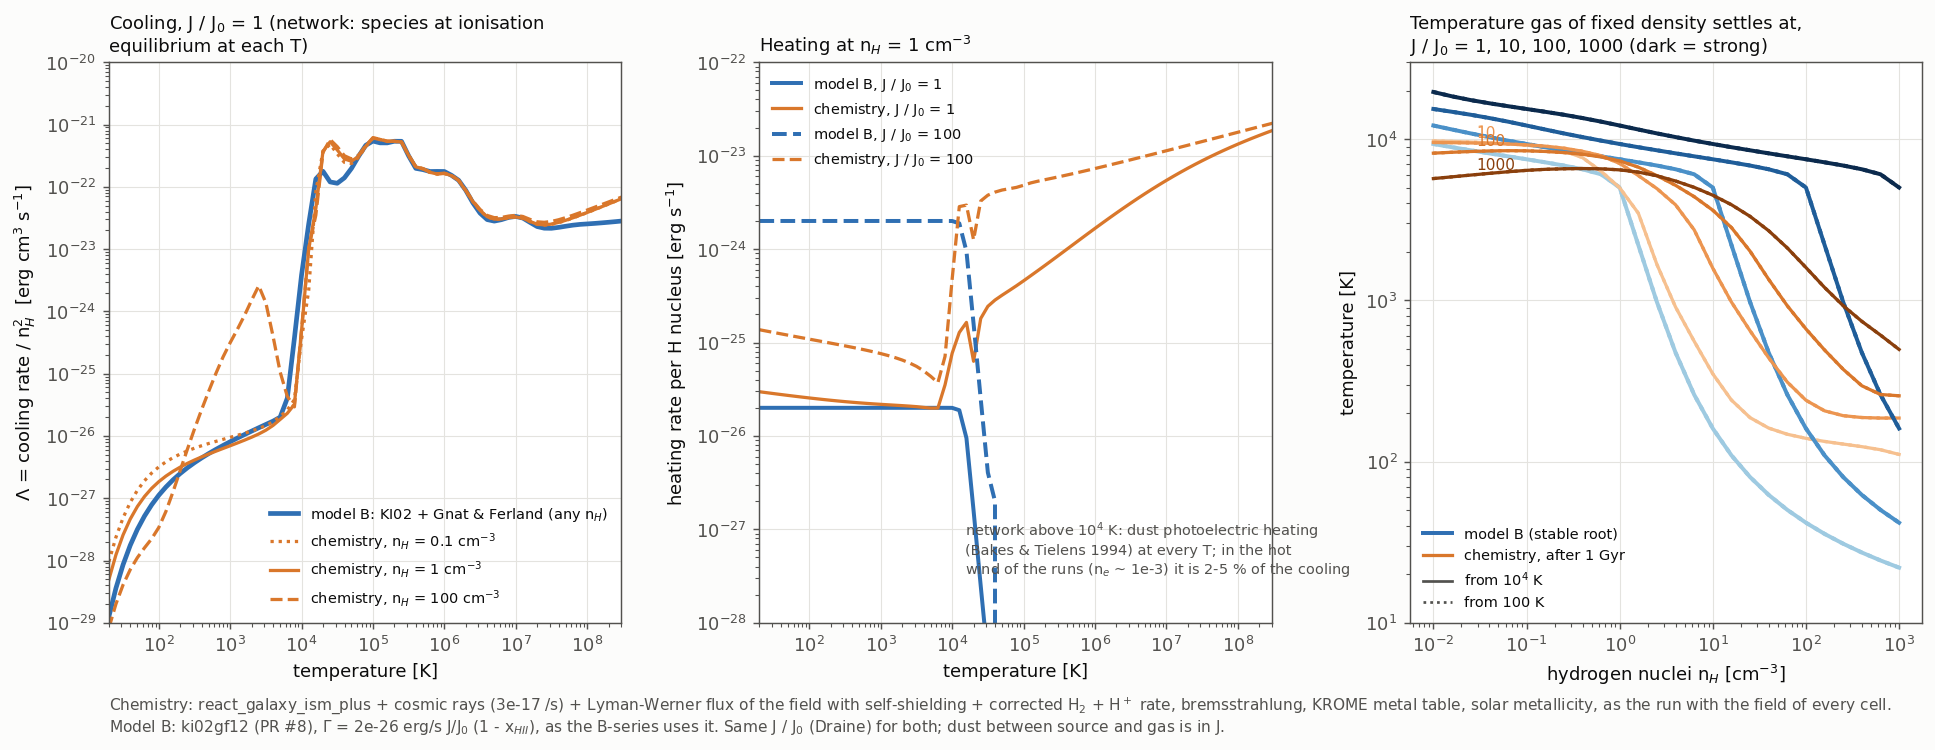 Cooling, J / J₀ = 1 (network: species at ionisation
equilibrium at each T)
10⁻²⁰
10⁻²¹
10⁻²²
10⁻²³
10⁻²⁴
10⁻²⁵
10⁻²⁶
10⁻²⁷
10⁻²⁸
10⁻²⁹
Λ = cooling rate / n_H² [erg cm³ s⁻¹]
model B: KI02 + Gnat & Ferland (any n_H)
chemistry, n_H = 0.1 cm⁻³
chemistry, n_H = 1 cm⁻³
chemistry, n_H = 100 cm⁻³
10² 10³ 10⁴ 10⁵ 10⁶ 10⁷ 10⁸
temperature [K]
Heating at n_H = 1 cm⁻³
10⁻²²
10⁻²³
10⁻²⁴
10⁻²⁵
10⁻²⁶
10⁻²⁷
10⁻²⁸
heating rate per H nucleus [erg s⁻¹]
model B, J / J₀ = 1
chemistry, J / J₀ = 1
model B, J / J₀ = 100
chemistry, J / J₀ = 100
network above 10⁴ K: dust photoelectric heating
(Bakes & Tielens 1994) at every T; in the hot
wind of the runs (nₑ ~ 1e-3) it is 2-5 % of the cooling
10² 10³ 10⁴ 10⁵ 10⁶ 10⁷ 10⁸
temperature [K]
Temperature gas of fixed density settles at,
J / J₀ = 1, 10, 100, 1000 (dark = strong)
10⁴
10³
10²
10¹
temperature [K]
10
100
1000
model B (stable root)
chemistry, after 1 Gyr
from 10⁴ K
from 100 K
10⁻² 10⁻¹ 10⁰ 10¹ 10² 10³
hydrogen nuclei n_H [cm⁻³]
Chemistry: react_galaxy_ism_plus + cosmic rays (3e-17 /s) + Lyman-Werner flux of the field with self-shielding + corrected H₂ + H⁺ rate, bremsstrahlung, KROME metal table, solar metallicity, as the run with the field of every cell.
Model B: ki02gf12 (PR #8), Γ = 2e-26 erg/s J/J₀ (1 - x_HII), as the B-series uses it. Same J / J₀ (Draine) for both; dust between source and gas is in J.